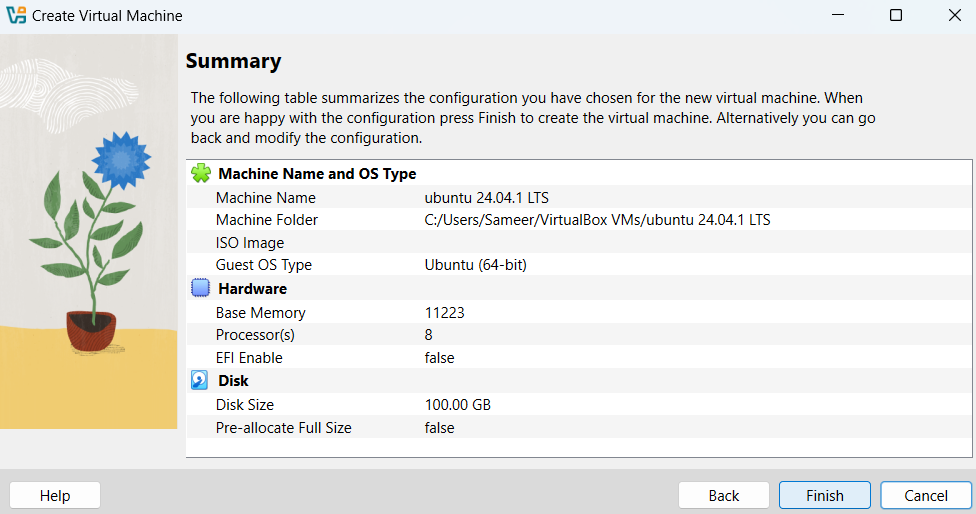 Create Virtual Machine
Summary
The following table summarizes the configuration you have chosen for the new virtual machine. When
you are happy with the configuration press Finish to create the virtual machine. Alternatively you can go
back and modify the configuration.
Machine Name and OS Type
Machine Name ubuntu 24.04.1 LTS
Machine Folder C:/Users/Sameer/VirtualBox VMs/ubuntu 24.04.1 LTS
ISO Image
Guest OS Type Ubuntu (64-bit)
Hardware
Base Memory 11223
Processor(s) 8
EFI Enable false
Disk
Disk Size 100.00 GB
Pre-allocate Full Size false
Help Back Finish Cancel